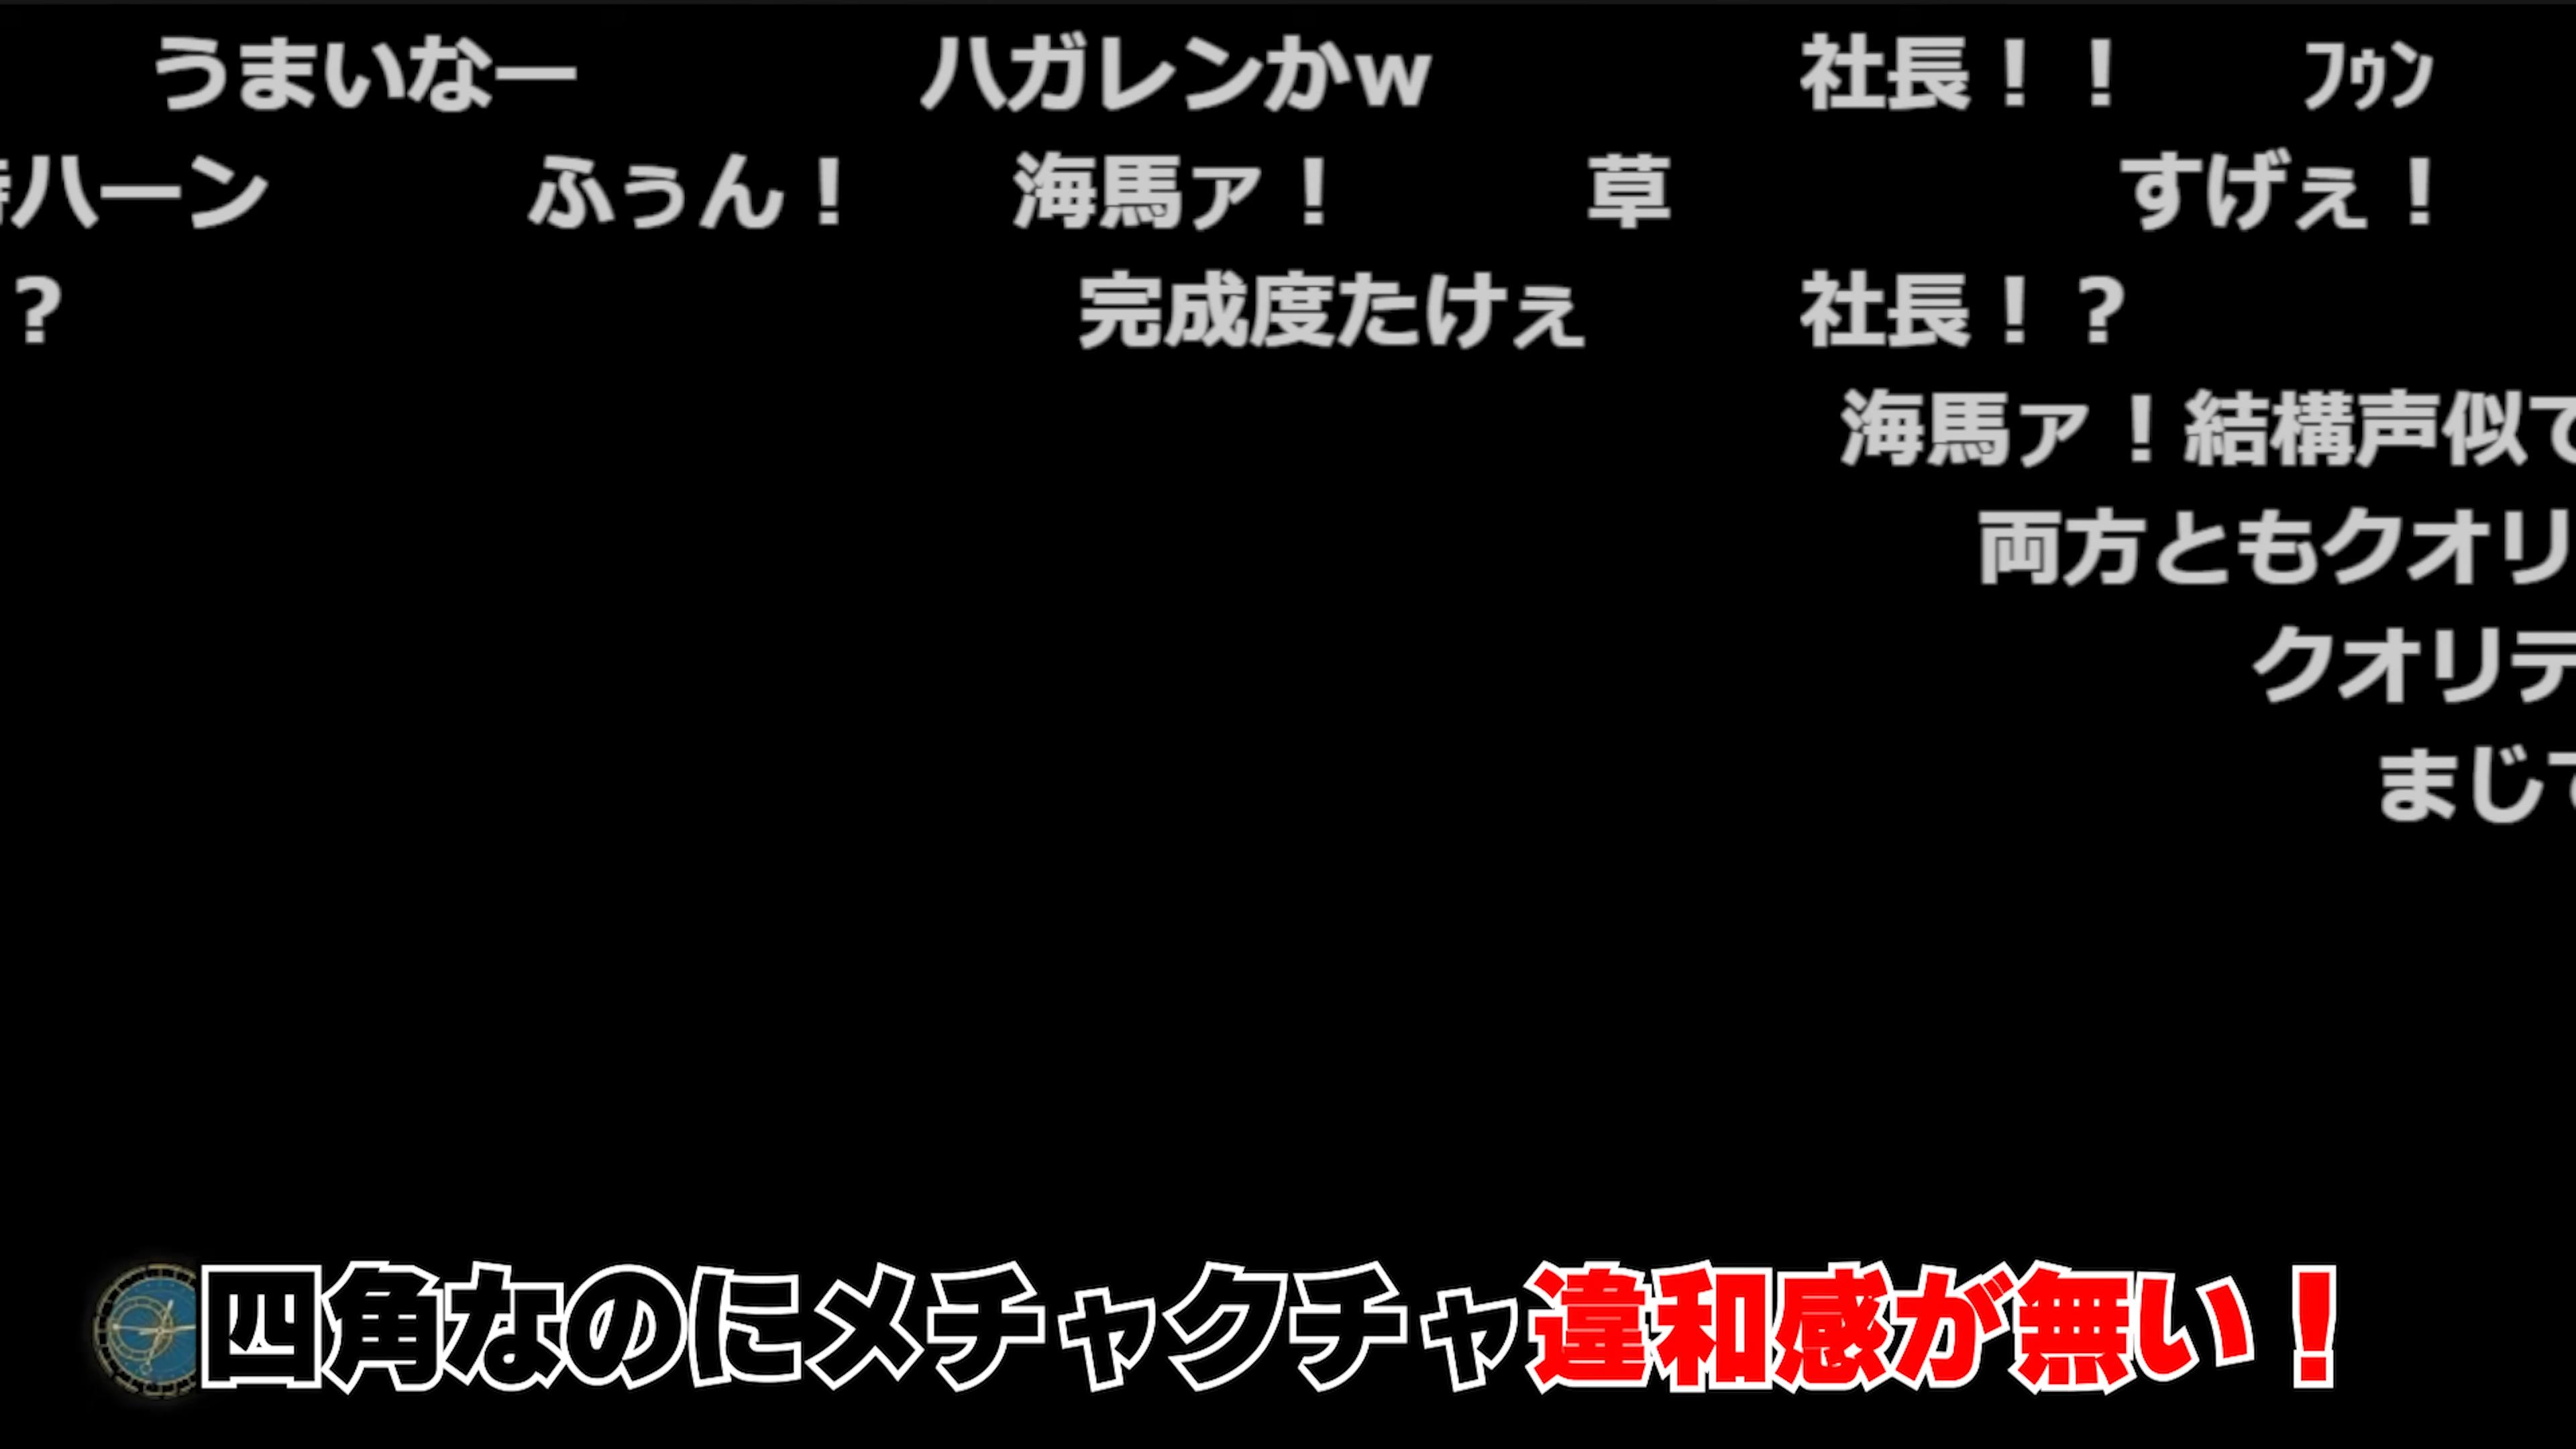 うまいなー ハガレンかw 社長！！ ﾌｩﾝ
ハーン ふぅん！ 海馬ァ！ 草 すげぇ！
？ 完成度たけぇ 社長！？
海馬ァ！結構声似て
両方ともクオリ
クオリテ
まじで
四角なのにメチャクチャ違和感が無い！